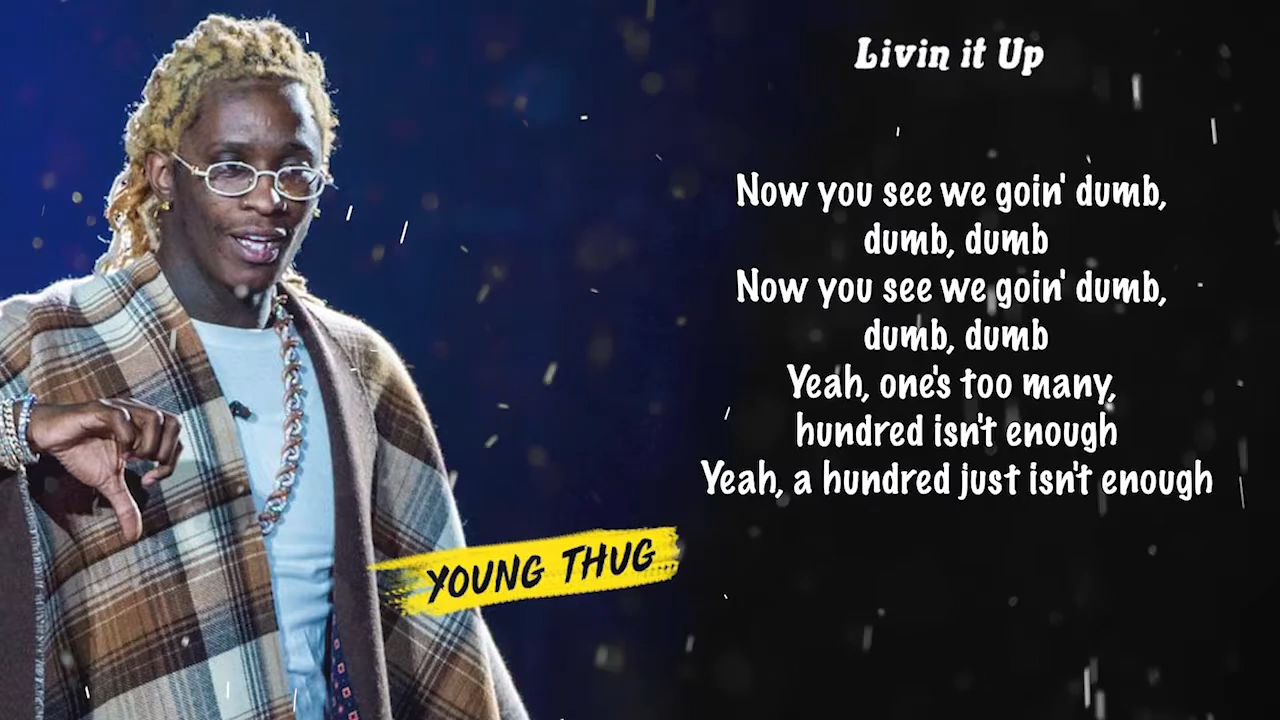 Livin it Up
Now you see we goin' dumb,
dumb, dumb
Now you see we goin' dumb,
dumb, dumb
Yeah, one's too many,
hundred isn't enough
Yeah, a hundred just isn't enough
YOUNG THUG